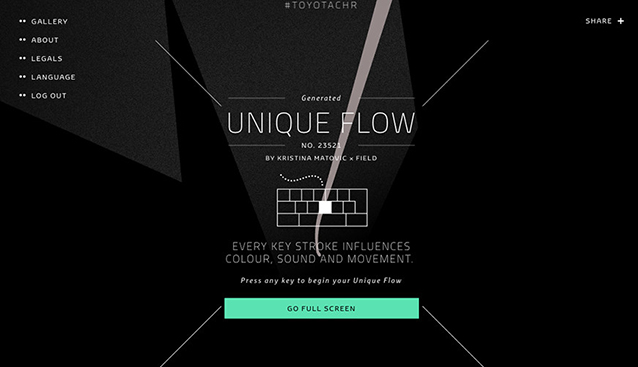 #TOYOTACHR
GALLERY
ABOUT
LEGALS
LANGUAGE
LOG OUT
SHARE +
Generated
UNIQUE FLOW
NO. 23521
BY KRISTINA MATOVIC x FIELD
EVERY KEY STROKE INFLUENCES
COLOUR, SOUND AND MOVEMENT.
Press any key to begin your Unique Flow
GO FULL SCREEN